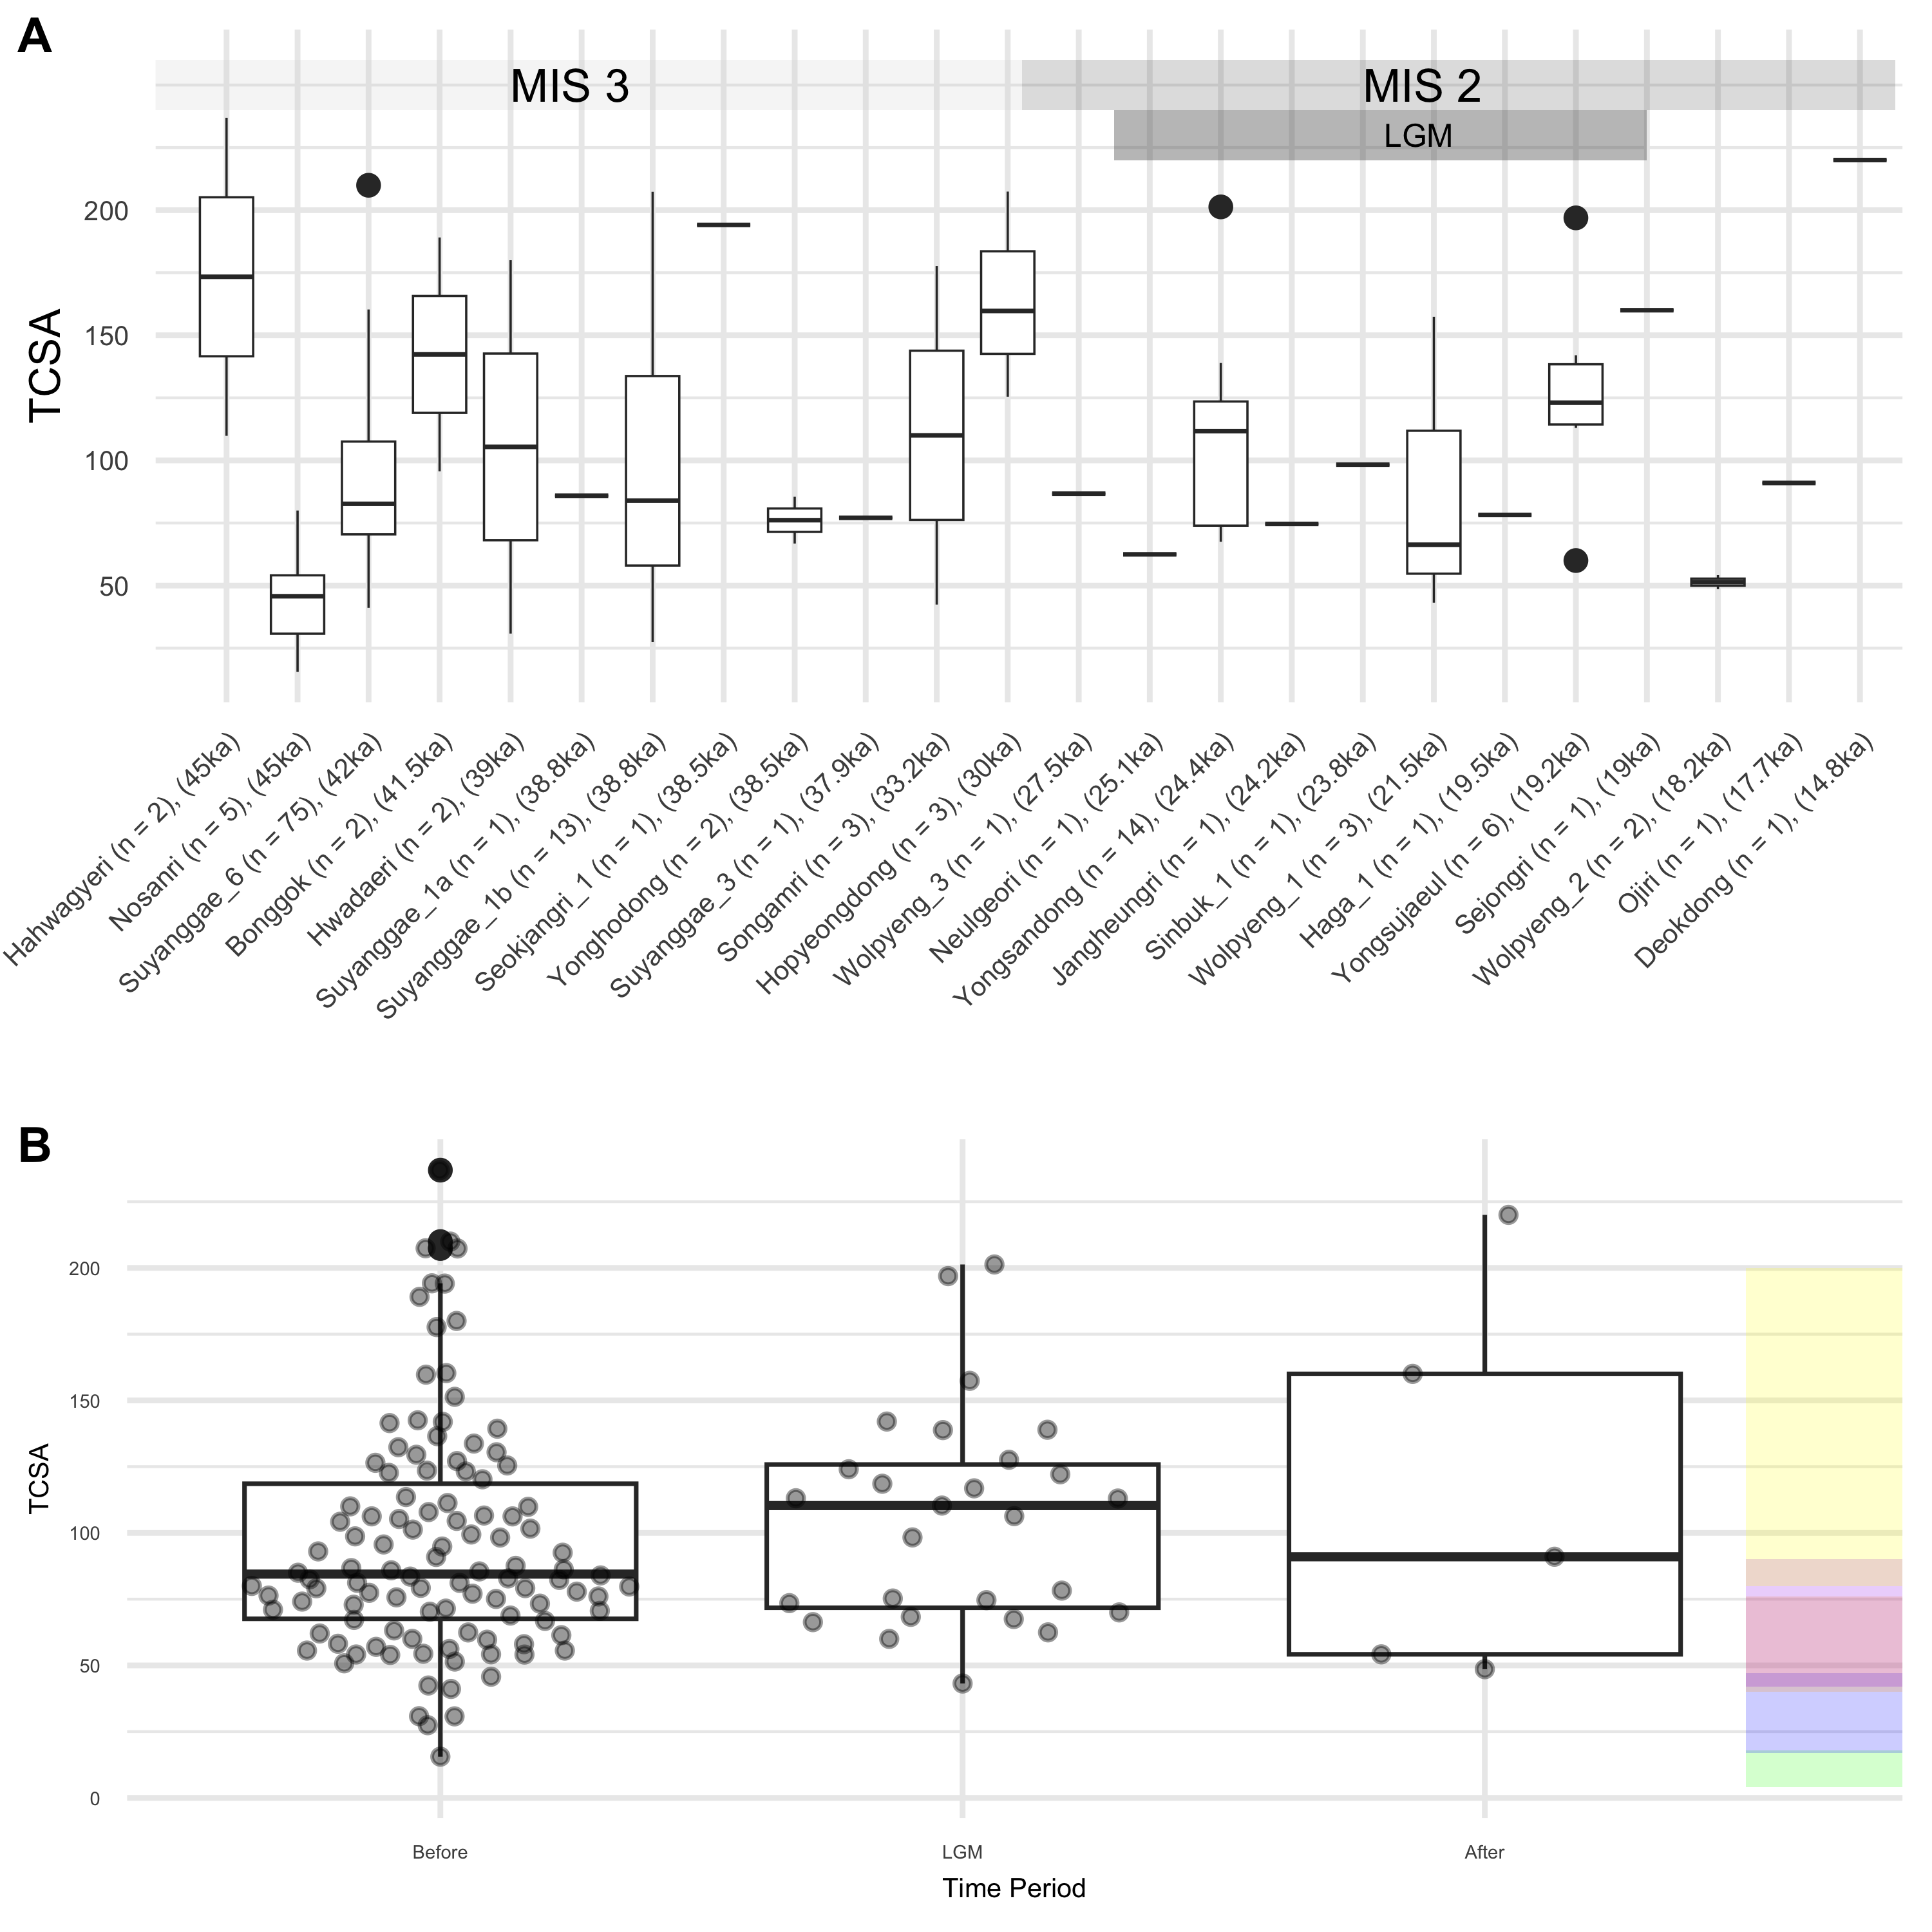 A
MIS 3
MIS 2
LGM
TCSA
200
150
100
50
Hahwagyeri (n = 2), (45ka)
Nosanri (n = 5), (45ka)
Suyanggae_6 (n = 75), (42ka)
Bonggok (n = 2), (41.5ka)
Hwadaeri (n = 2), (39ka)
Suyanggae_1a (n = 1), (38.8ka)
Suyanggae_1b (n = 13), (38.8ka)
Seokjangri_1 (n = 1), (38.5ka)
Yonghodong (n = 2), (38.5ka)
Suyanggae_3 (n = 1), (37.9ka)
Songamri (n = 3), (33.2ka)
Hopyeongdong (n = 3), (30ka)
Wolpyeng_3 (n = 1), (27.5ka)
Neulgeori (n = 1), (25.1ka)
Yongsandong (n = 14), (24.4ka)
Jangheungri (n = 1), (24.2ka)
Sinbuk_1 (n = 1), (23.8ka)
Wolpyeng_1 (n = 3), (21.5ka)
Haga_1 (n = 1), (19.5ka)
Yongsujaeul (n = 6), (19.2ka)
Sejongri (n = 1), (19ka)
Wolpyeng_2 (n = 2), (18.2ka)
Ojiri (n = 1), (17.7ka)
Deokdong (n = 1), (14.8ka)
B
TCSA
200
150
100
50
0
Before
LGM
After
Time Period